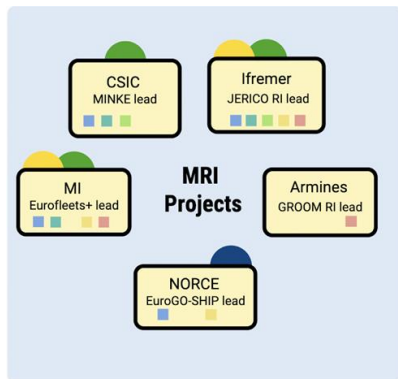 CSIC
MINKE lead
Ifremer
JERICO RI lead
MI
Eurofleets+ lead
MRI
Projects
Armines
GROOM RI lead
NORCE
EuroGO-SHIP lead